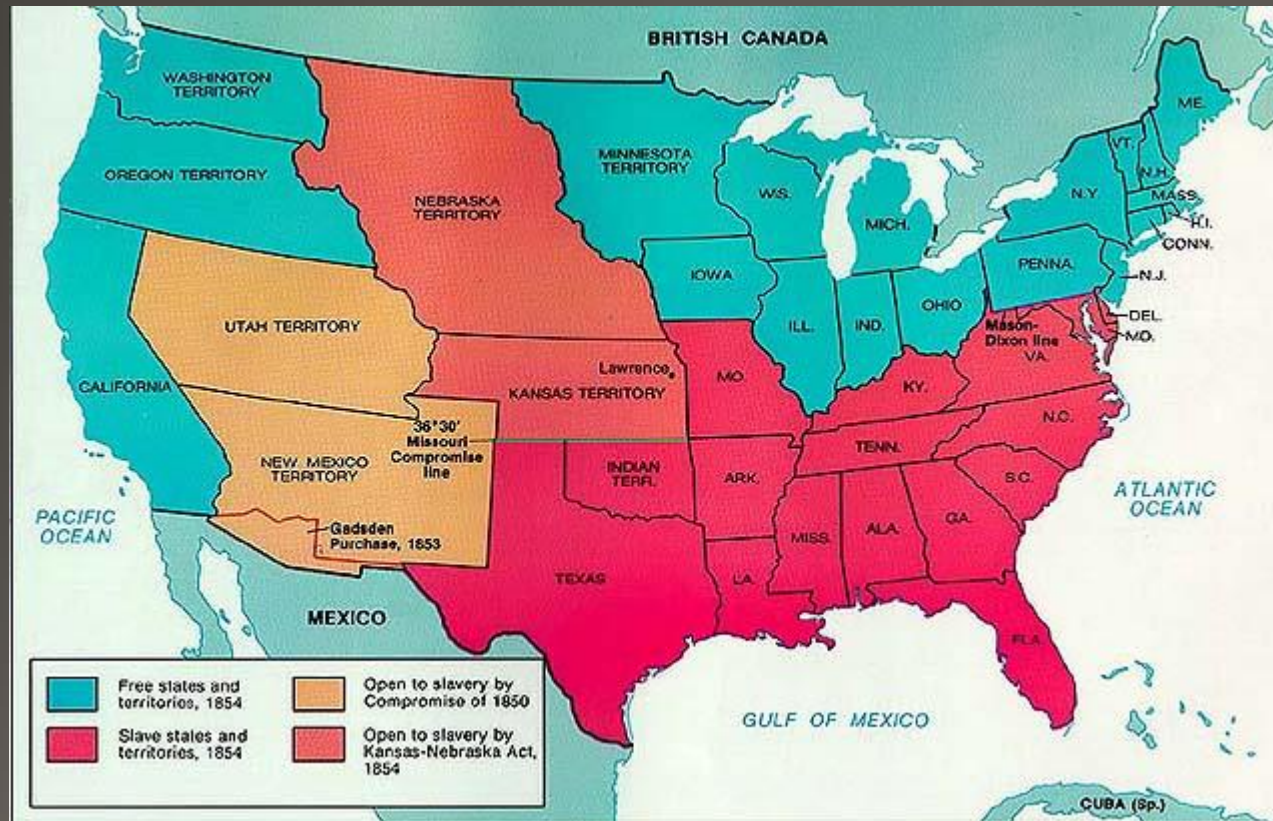 BRITISH CANADA
WASHINGTON
TERRITORY
OREGON TERRITORY
NEBRASKA
TERRITORY
MINNESOTA
TERRITORY
WIS.
MICH.
ME.
VT.
N.H.
N.Y
MASS.
R.I.
CONN.
IOWA
PENNA.
N.J.
UTAH TERRITORY
ILL.
IND.
OHIO
DEL.
MO.
Mason-
Dixon line
VA.
CALIFORNIA
Lawrence
KANSAS TERRITORY
MO.
KY.
36°30'
Missouri
Compromise
line
N.C.
TENN.
NEW MEXICO
TERRITORY
INDIAN
TERR.
ARK.
S.C.
PACIFIC
OCEAN
ATLANTIC
OCEAN
Gadsden
Purchase, 1853
MISS.
ALA.
GA.
TEXAS
LA.
MEXICO
FLA.
Free states and
territories, 1854
Open to slavery by
Compromise of 1850
Slave states and
territories, 1854
Open to slavery by
Kansas-Nebraska Act,
1854
GULF OF MEXICO
CUBA (Sp.)